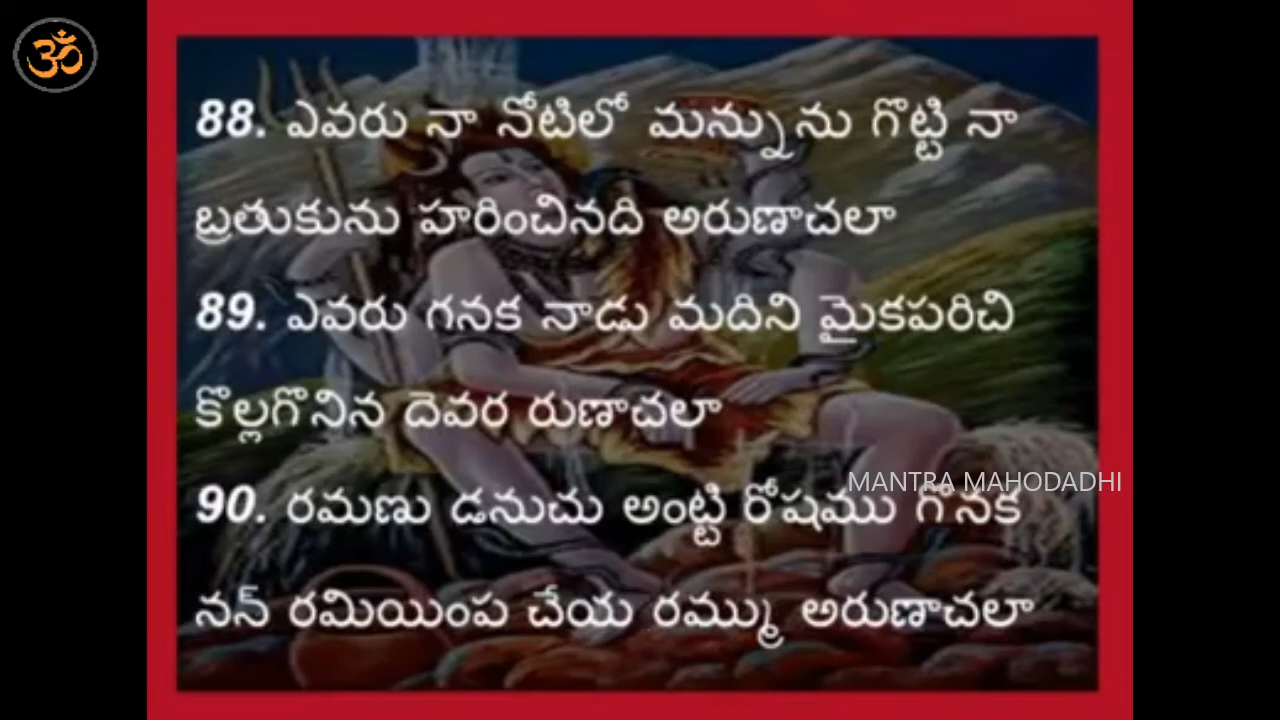 ॐ
88. ఎవరు నా నోటిలో మన్నును గొట్టి నా
బ్రతుకును హరించినది అరుణాచలా
89. ఎవరు గనక నాడు మదిని మైకపరిచి
కొల్లగొనిన దెవర రుణాచలా
MANTRA MAHODADHI
90. రమణు డనుచు అంట్టి రోషము గొనక
నన్ రమియింప చేయ రమ్ము అరుణాచలా